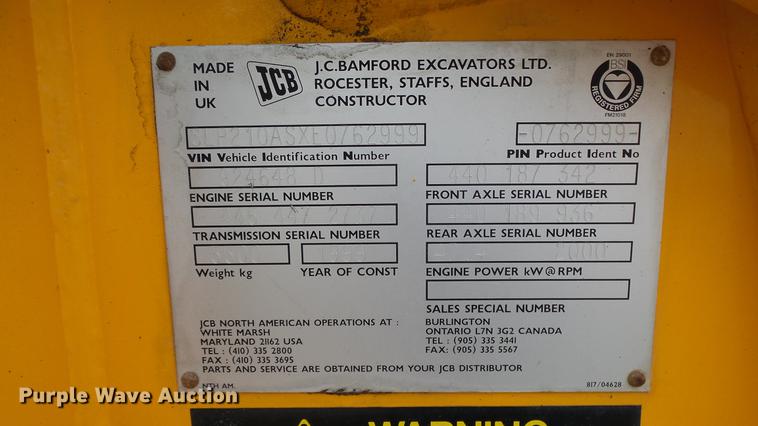 MADE IN UK
JCB
J.C.BAMFORD EXCAVATORS LTD.
ROCESTER, STAFFS, ENGLAND
CONSTRUCTOR
EN 29001
BSI
REGISTERED FIRM
FM21018
0762999
-0762999-
VIN Vehicle Identification Number
PIN Product Ident No
440 187 342
ENGINE SERIAL NUMBER
FRONT AXLE SERIAL NUMBER
189 936
TRANSMISSION SERIAL NUMBER
REAR AXLE SERIAL NUMBER
Weight kg
YEAR OF CONST
ENGINE POWER kW@RPM
SALES SPECIAL NUMBER
JCB NORTH AMERICAN OPERATIONS AT :
WHITE MARSH
MARYLAND 21162 USA
TEL : (410) 335 2800
FAX : (410) 335 3695
BURLINGTON
ONTARIO L7N 3G2 CANADA
TEL : (905) 335 3441
FAX: (905) 335 5567
PARTS AND SERVICE ARE OBTAINED FROM YOUR JCB DISTRIBUTOR
NTH AM.
817/04628
WARNING
Purple Wave Auction